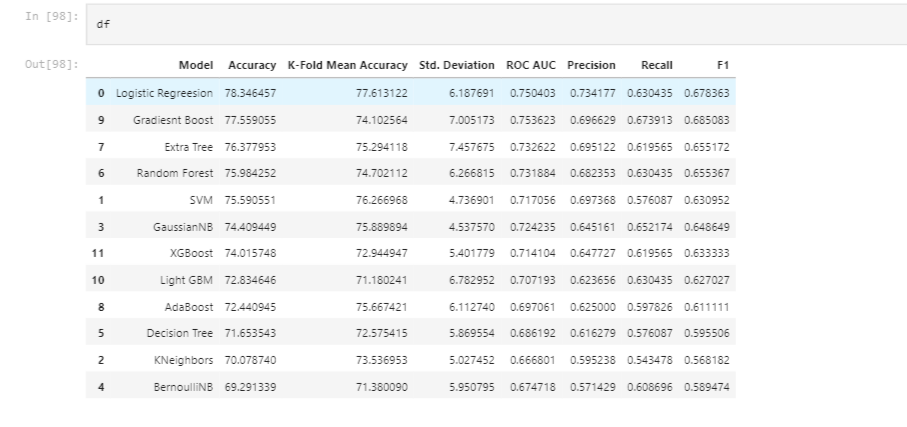 In [98]: df
Out[98]:
Model Accuracy K-Fold Mean Accuracy Std. Deviation ROC AUC Precision Recall F1
0 Logistic Regreesion 78.346457 77.613122 6.187691 0.750403 0.734177 0.630435 0.678363
9 Gradiesnt Boost 77.559055 74.102564 7.005173 0.753623 0.696629 0.673913 0.685083
7 Extra Tree 76.377953 75.294118 7.457675 0.732622 0.695122 0.619565 0.655172
6 Random Forest 75.984252 74.702112 6.266815 0.731884 0.682353 0.630435 0.655367
1 SVM 75.590551 76.266968 4.736901 0.717056 0.697368 0.576087 0.630952
3 GaussianNB 74.409449 75.889894 4.537570 0.724235 0.645161 0.652174 0.648649
11 XGBoost 74.015748 72.944947 5.401779 0.714104 0.647727 0.619565 0.633333
10 Light GBM 72.834646 71.180241 6.782952 0.707193 0.623656 0.630435 0.627027
8 AdaBoost 72.440945 75.667421 6.112740 0.697061 0.625000 0.597826 0.611111
5 Decision Tree 71.653543 72.575415 5.869554 0.686192 0.616279 0.576087 0.595506
2 KNeighbors 70.078740 73.536953 5.027452 0.666801 0.595238 0.543478 0.568182
4 BernoulliNB 69.291339 71.380090 5.950795 0.674718 0.571429 0.608696 0.589474